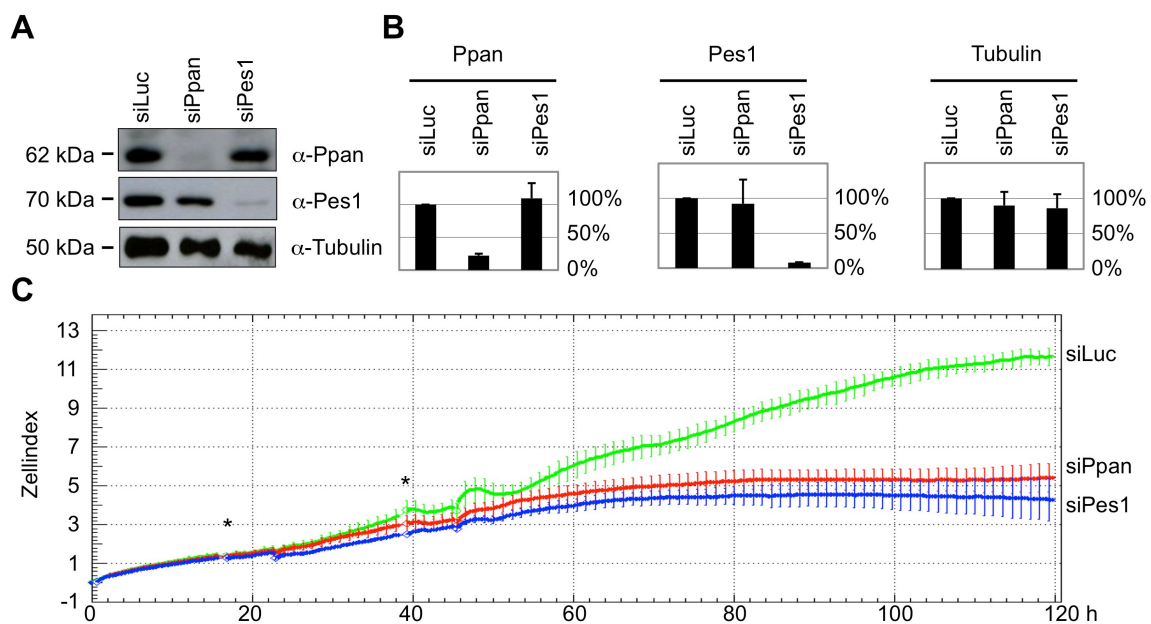 A
siLuc siPpan siPes1
62 kDa α-Ppan
70 kDa α-Pes1
50 kDa α-Tubulin
B
Ppan Pes1 Tubulin
siLuc siPpan siPes1 siLuc siPpan siPes1 siLuc siPpan siPes1
100% 100% 100%
50% 50% 50%
0% 0% 0%
C
Zellindex
13
11
9
7
5
3
1
-1
* *
siLuc
siPpan
siPes1
0 20 40 60 80 100 120 h